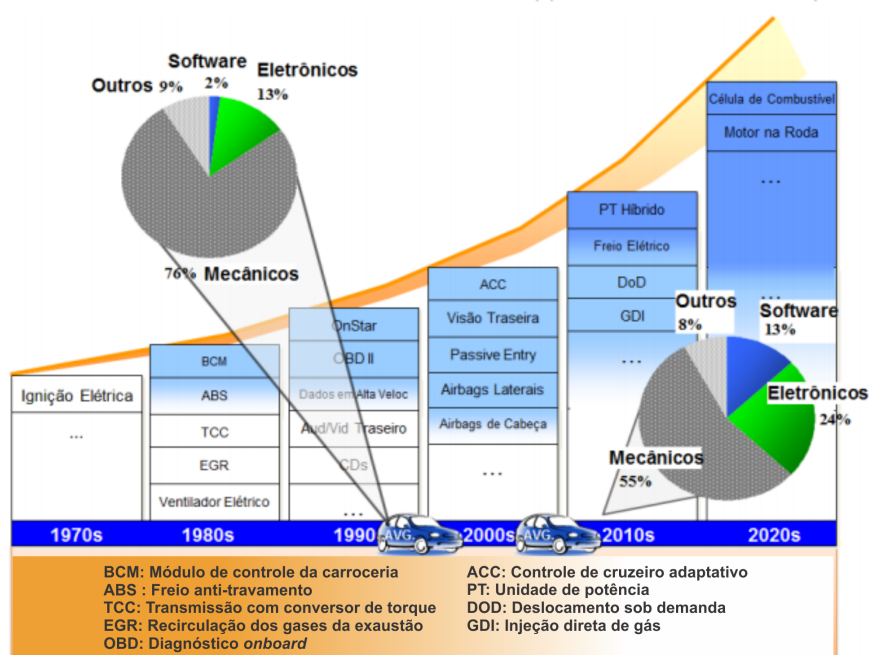 Software
2%
Eletrônicos
13%
Outros 9%
76% Mecânicos
Célula de Combustível
Motor na Roda
...
...
PT Híbrido
Freio Elétrico
DoD
GDI
...
ACC
Visão Traseira
Passive Entry
Airbags Laterais
Airbags de Cabeça
...
OnStar
OBD II
Dados em Alta Veloc
Aud/Vid Traseiro
CDs
...
BCM
ABS
TCC
EGR
Ventilador Elétrico
Ignição Elétrica
...
Outros
8%
Software
13%
Eletrônicos
24%
Mecânicos
55%
1970s
1980s
1990
AVG.
2000s
AVG.
2010s
2020s
BCM: Módulo de controle da carroceria
ABS : Freio anti-travamento
TCC: Transmissão com conversor de torque
EGR: Recirculação dos gases da exaustão
OBD: Diagnóstico onboard
ACC: Controle de cruzeiro adaptativo
PT: Unidade de potência
DOD: Deslocamento sob demanda
GDI: Injeção direta de gás